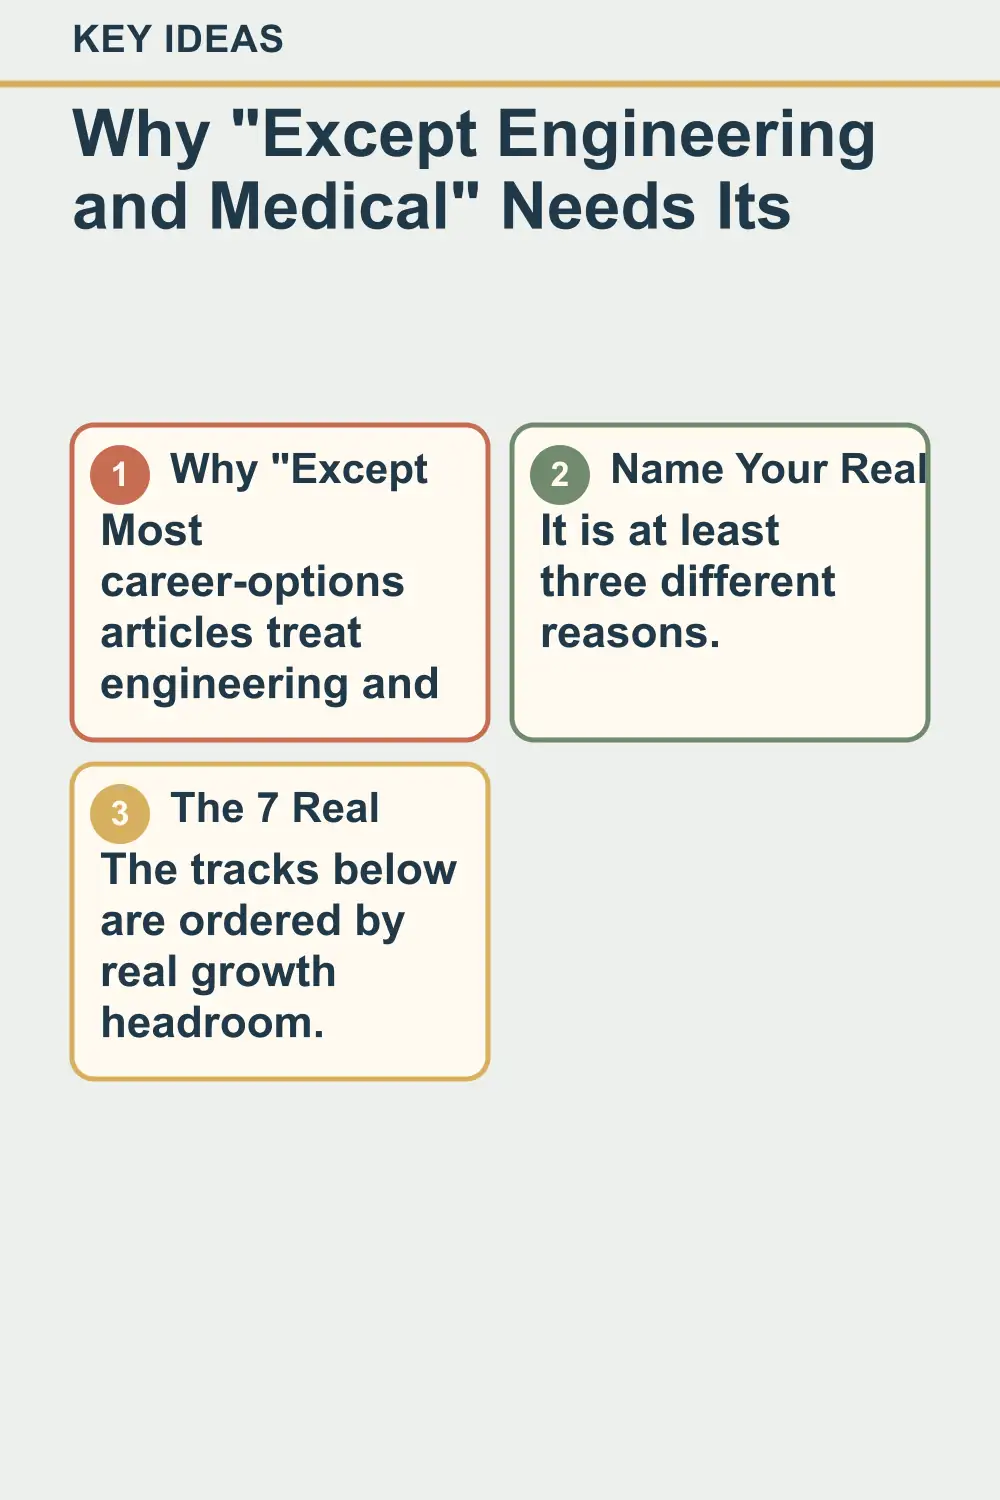 KEY IDEAS
Why "Except Engineering
and Medical" Needs Its
1
Why "Except
Most
career-options
articles treat
engineering and
2
Name Your Real
It is at least
three different
reasons.
3
The 7 Real
The tracks below
are ordered by
real growth
headroom.